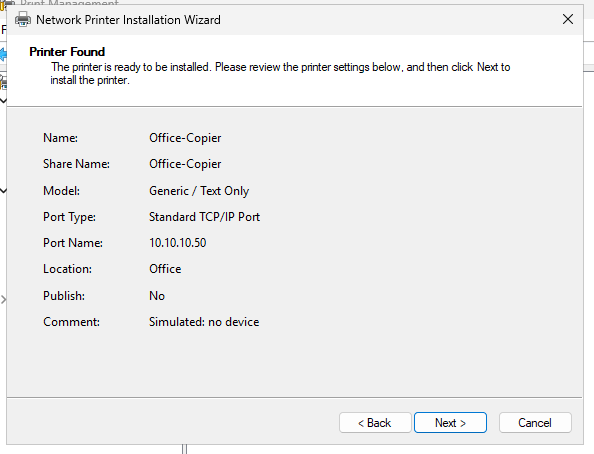 Print Management
Network Printer Installation Wizard
Printer Found
The printer is ready to be installed. Please review the printer settings below, and then click Next to
install the printer.
Name: Office-Copier
Share Name: Office-Copier
Model: Generic / Text Only
Port Type: Standard TCP/IP Port
Port Name: 10.10.10.50
Location: Office
Publish: No
Comment: Simulated: no device
< Back Next > Cancel